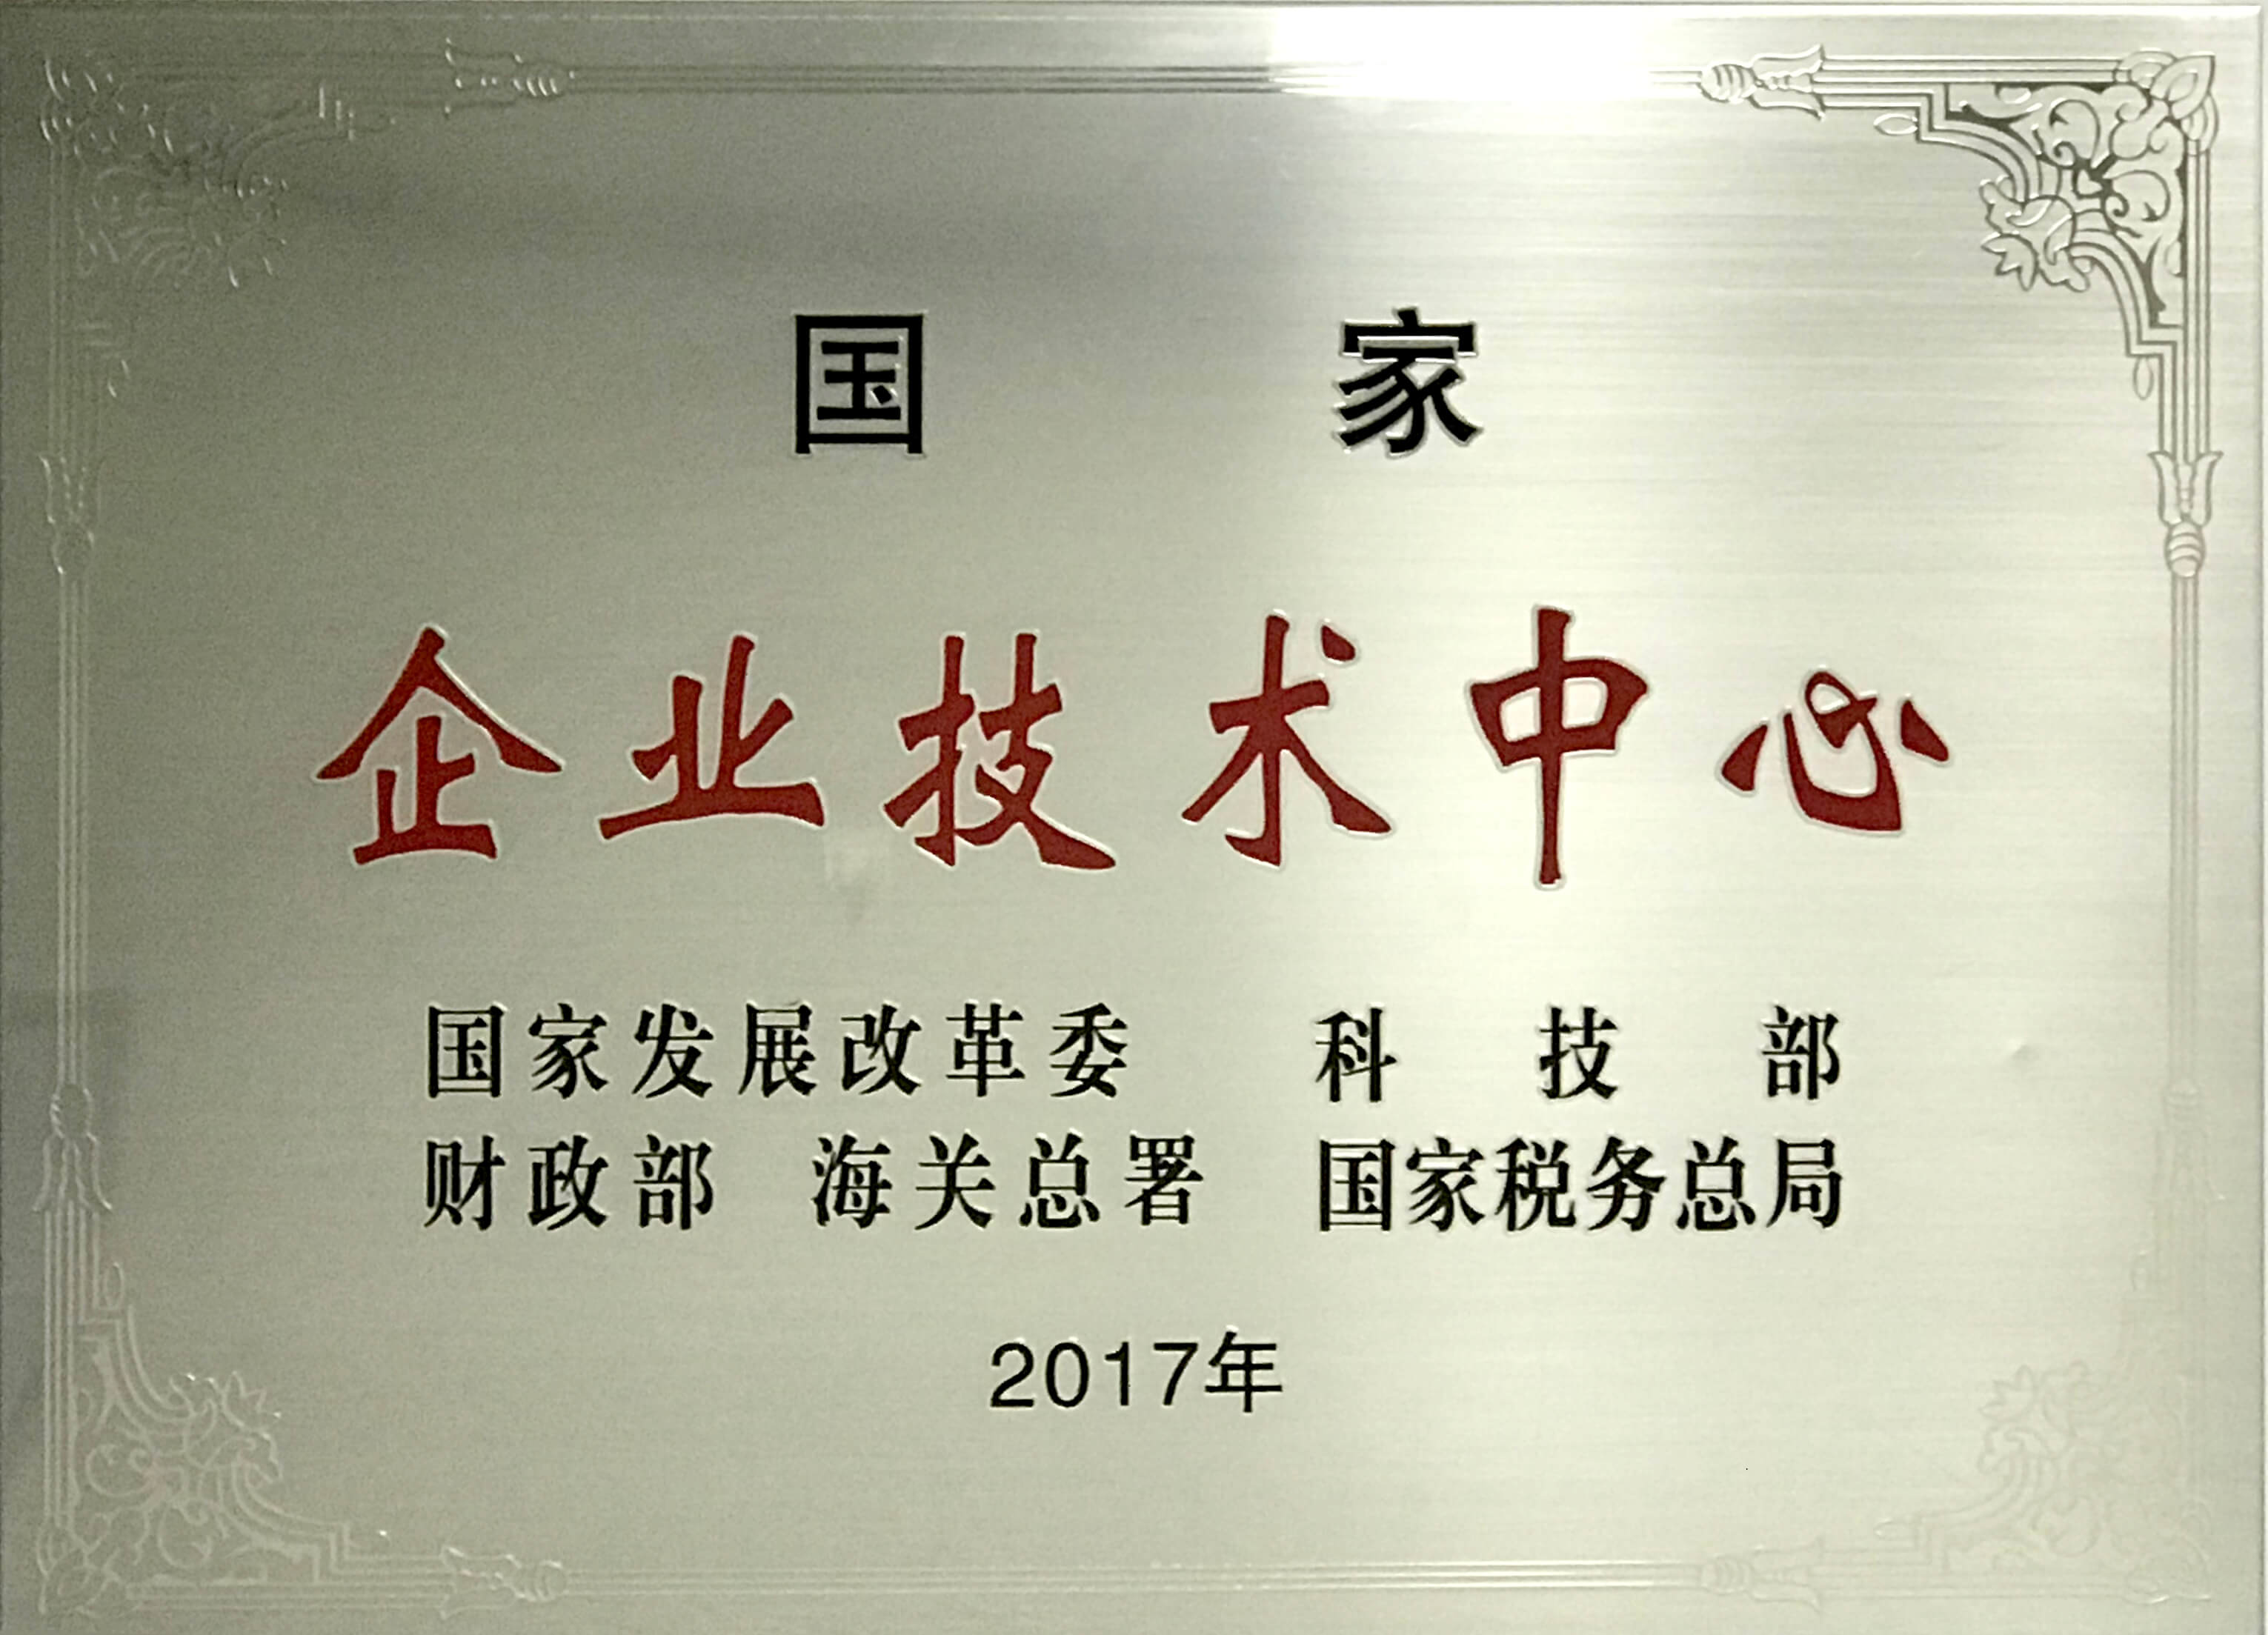 国家
企业技术中心
国家发展改革委 科技部
财政部 海关总署 国家税务总局
2017年